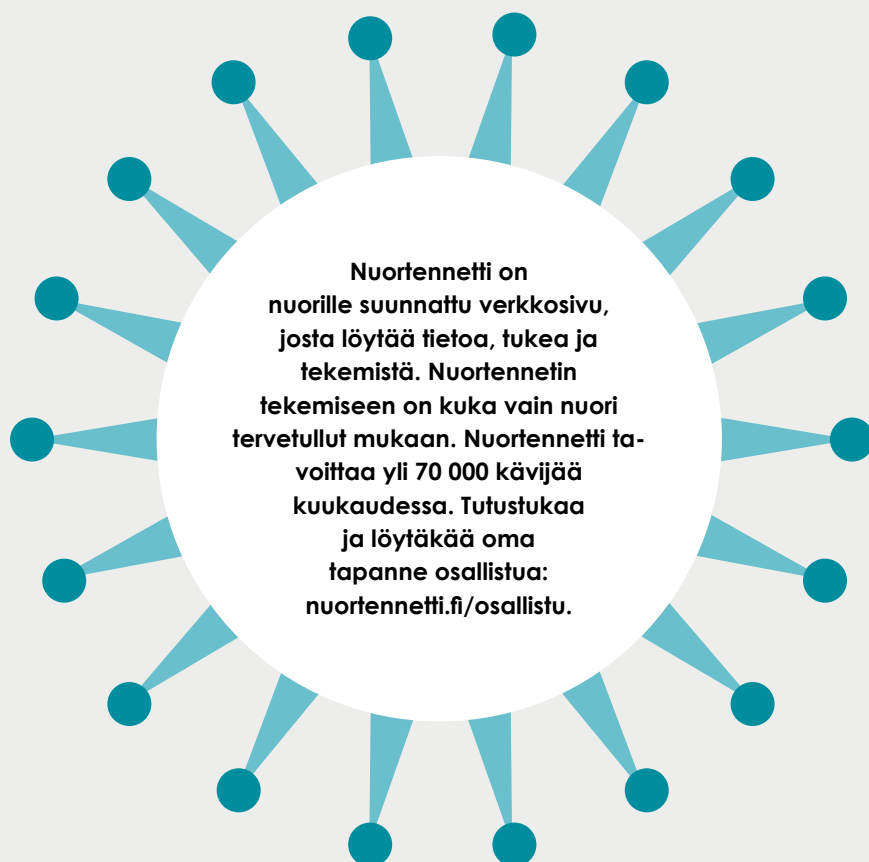 Nuortennetti on
nuorille suunnattu verkkosivu,
josta löytää tietoa, tukea ja
tekemistä. Nuortennetin
tekemiseen on kuka vain nuori
tervetullut mukaan. Nuortennetti ta-
voittaa yli 70 000 kävijää
kuukaudessa. Tutustukaa
ja löytäkää oma
tapanne osallistua:
nuortennetti.fi/osallistu.